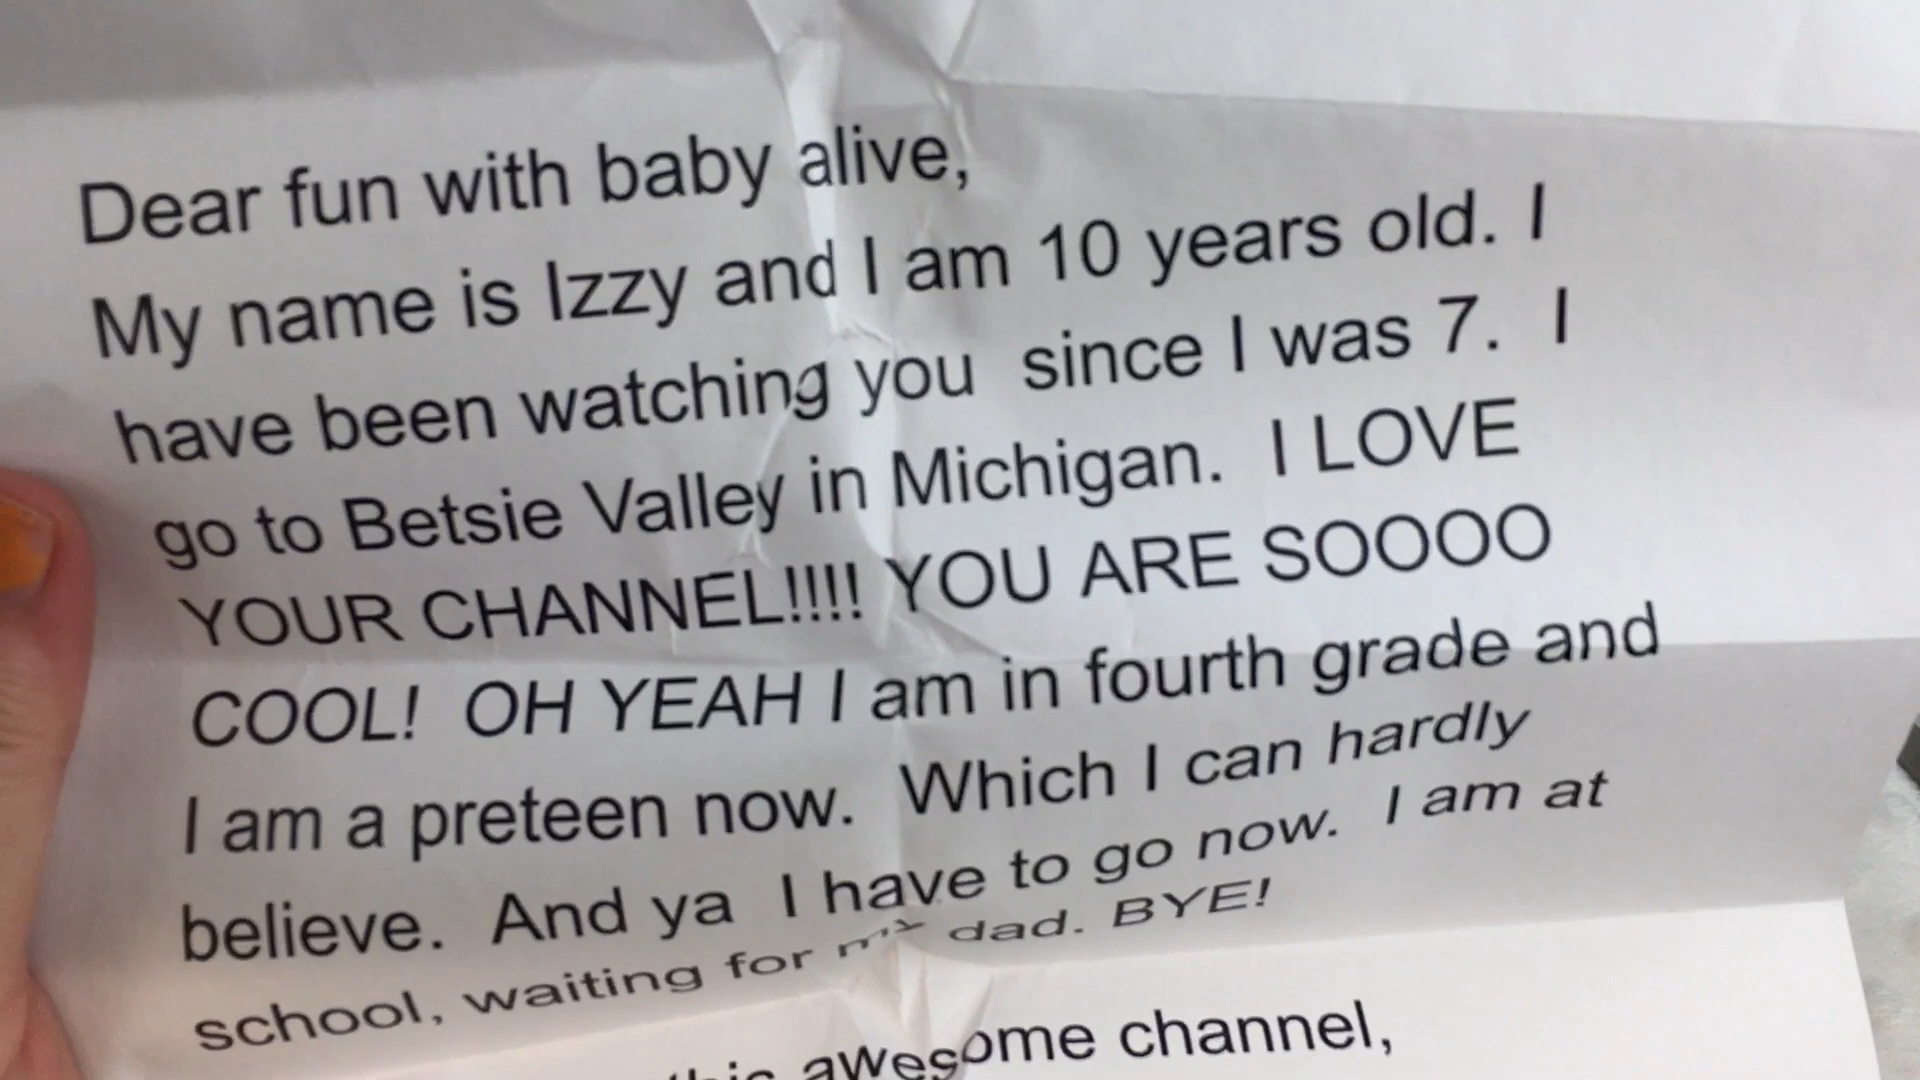 Dear fun with baby alive,
My name is Izzy and I am 10 years old. I
have been watching you since I was 7. I
go to Betsie Valley in Michigan. I LOVE
YOUR CHANNEL!!!! YOU ARE SOOOO
COOL! OH YEAH I am in fourth grade and
I am a preteen now. Which I can hardly
believe. And ya I have to go now. I am at
school, waiting for my dad. BYE!
this awesome channel,